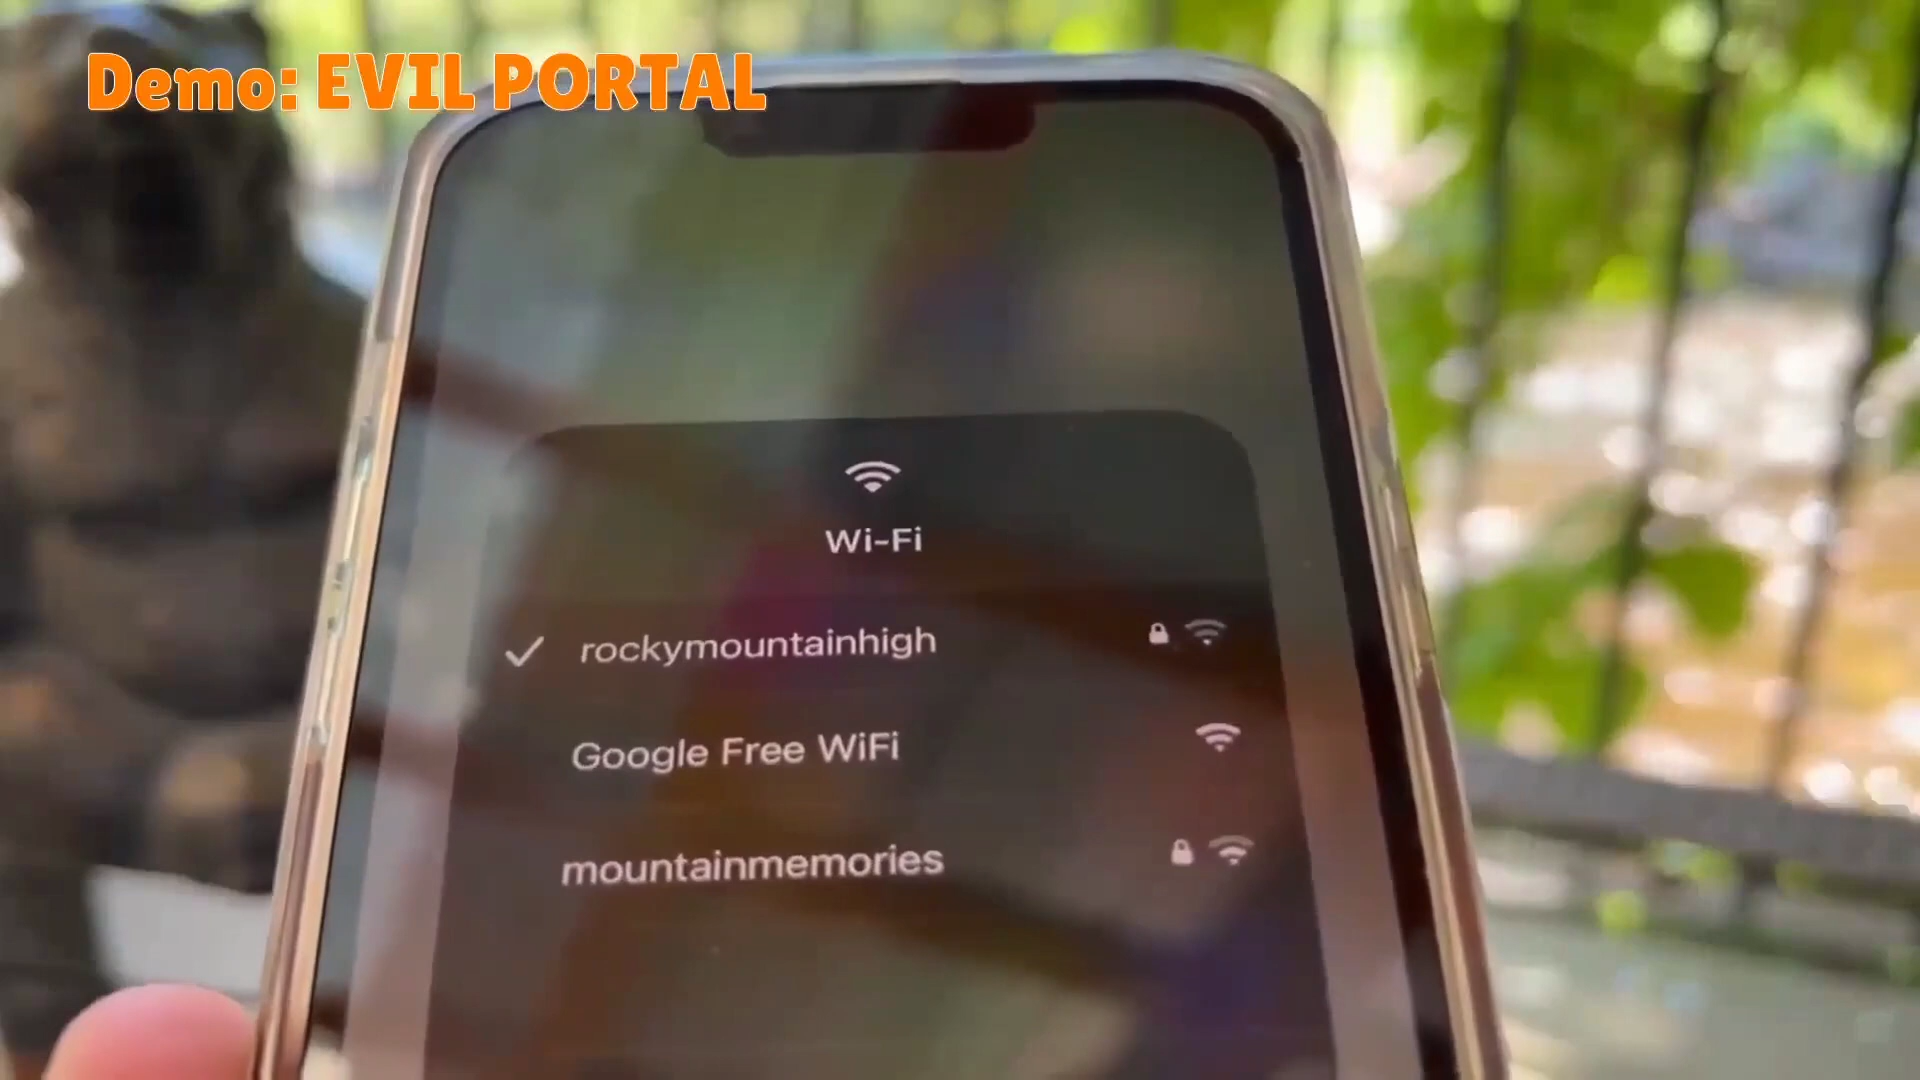 Demo: EVIL PORTAL
Wi-Fi
rockymountainhigh
Google Free WiFi
mountainmemories